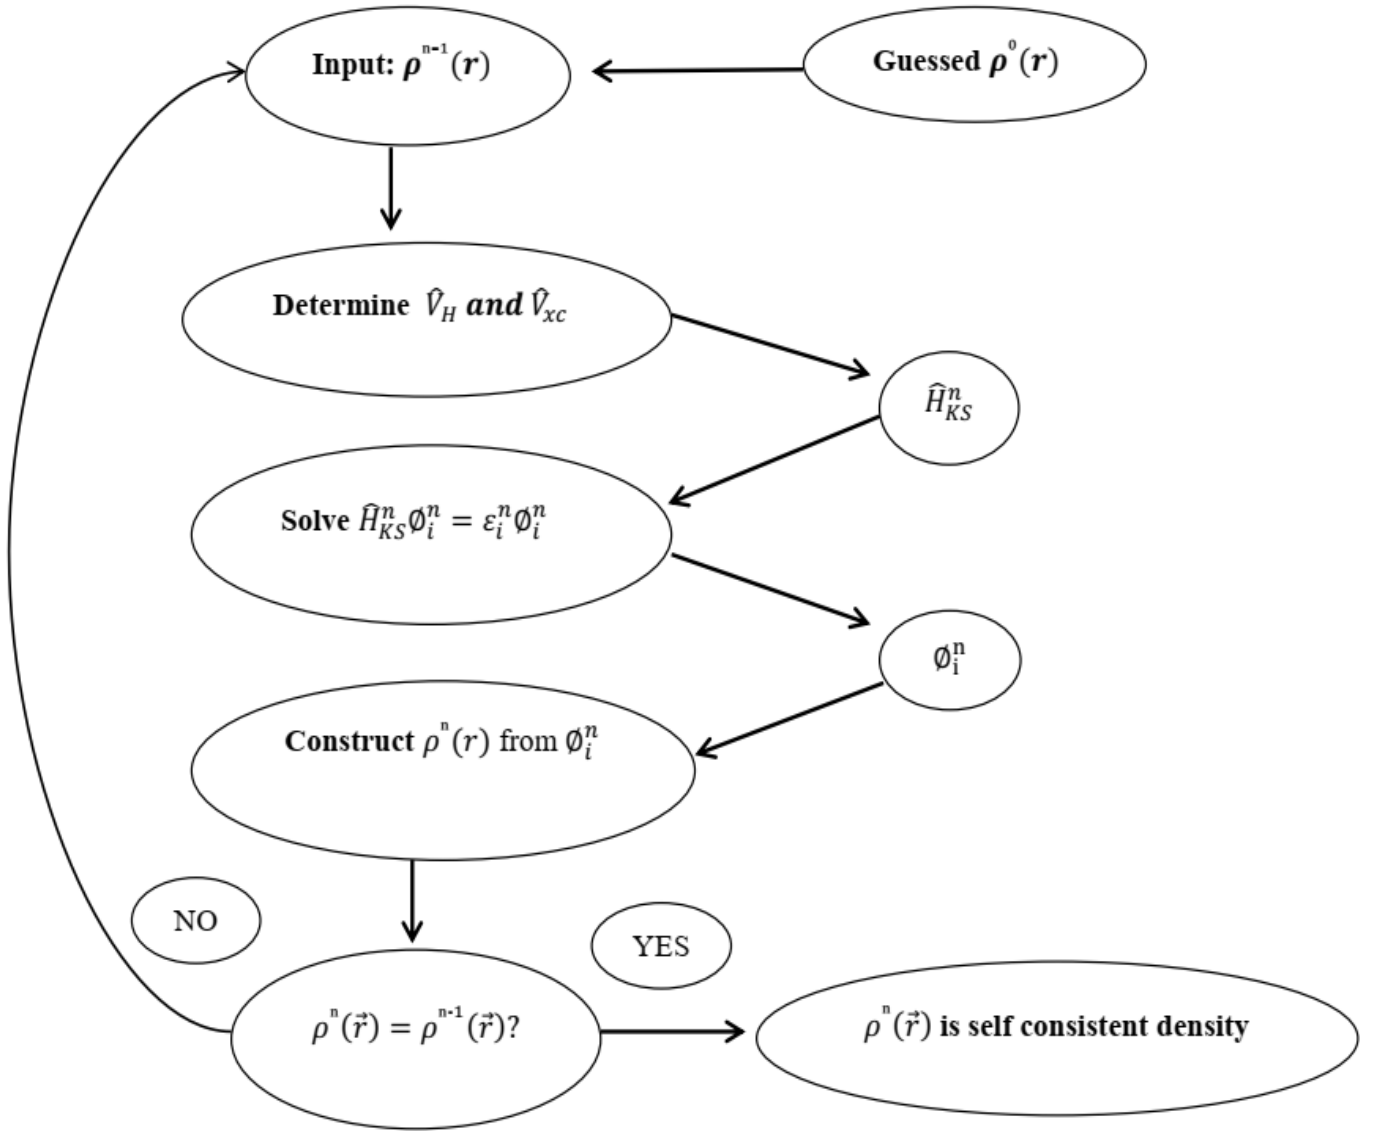 Input: ρⁿ⁻¹(r)
Guessed ρ⁰(r)
Determine V̂_H and V̂_xc
Ĥⁿ_KS
Solve Ĥⁿ_KS∅ⁿ_i = εⁿ_i∅ⁿ_i
∅ⁿ_i
Construct ρⁿ(r) from ∅ⁿ_i
NO
YES
ρⁿ(r⃗) = ρⁿ⁻¹(r⃗)?
ρⁿ(r⃗) is self consistent density